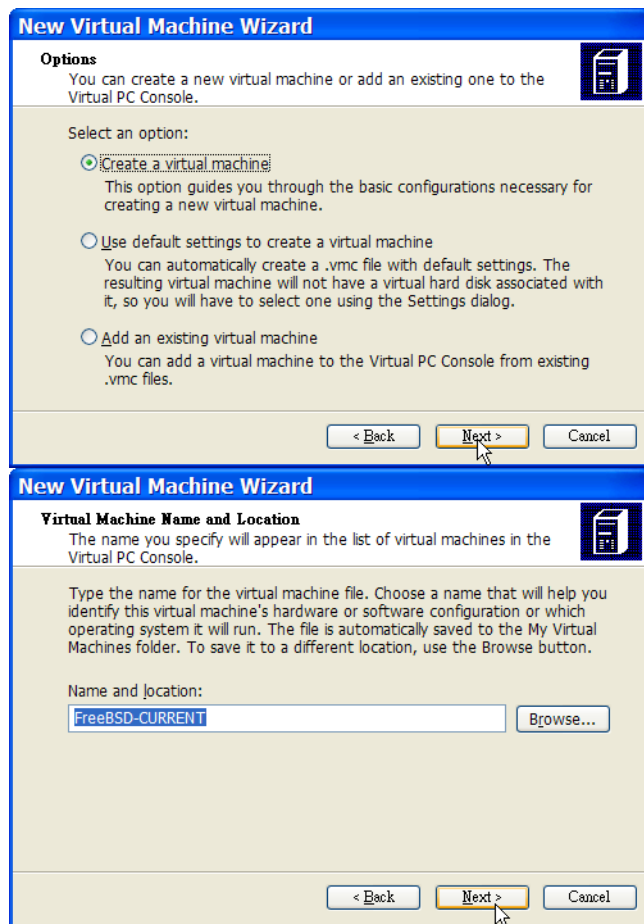 New Virtual Machine Wizard
Options
You can create a new virtual machine or add an existing one to the
Virtual PC Console.
Select an option:
Create a virtual machine
This option guides you through the basic configurations necessary for
creating a new virtual machine.
Use default settings to create a virtual machine
You can automatically create a .vmc file with default settings. The
resulting virtual machine will not have a virtual hard disk associated with
it, so you will have to select one using the Settings dialog.
Add an existing virtual machine
You can add a virtual machine to the Virtual PC Console from existing
.vmc files.
< Back Next > Cancel
New Virtual Machine Wizard
Virtual Machine Name and Location
The name you specify will appear in the list of virtual machines in the
Virtual PC Console.
Type the name for the virtual machine file. Choose a name that will help you
identify this virtual machine's hardware or software configuration or which
operating system it will run. The file is automatically saved to the My Virtual
Machines folder. To save it to a different location, use the Browse button.
Name and location:
FreeBSD-CURRENT Browse...
< Back Next > Cancel